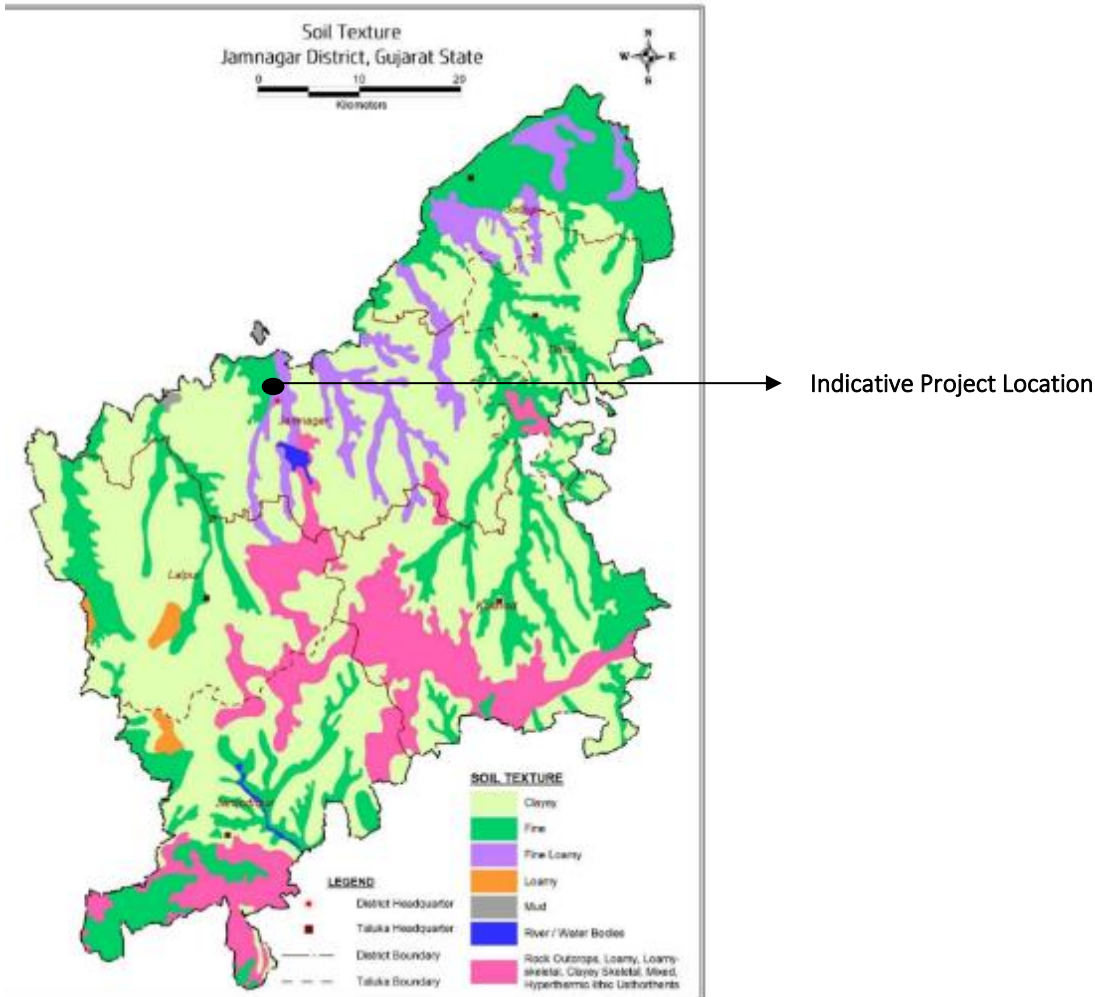 Soil Texture
Jamnagar District, Gujarat State
N
W E
S
0 10 20
Kilometers
Indicative Project Location
Jamnagar
Lalpur
SOIL TEXTURE
Clayey
Fine
Fine Loamy
Loamy
Mud
River / Water Bodies
Rock Outcrops, Loamy, Loamy-
skeletal, Clayey Skeletal, Mixed,
Hyperthermic lithic Usthorthents
LEGEND
District Headquarter
Taluka Headquarter
District Boundary
Taluka Boundary